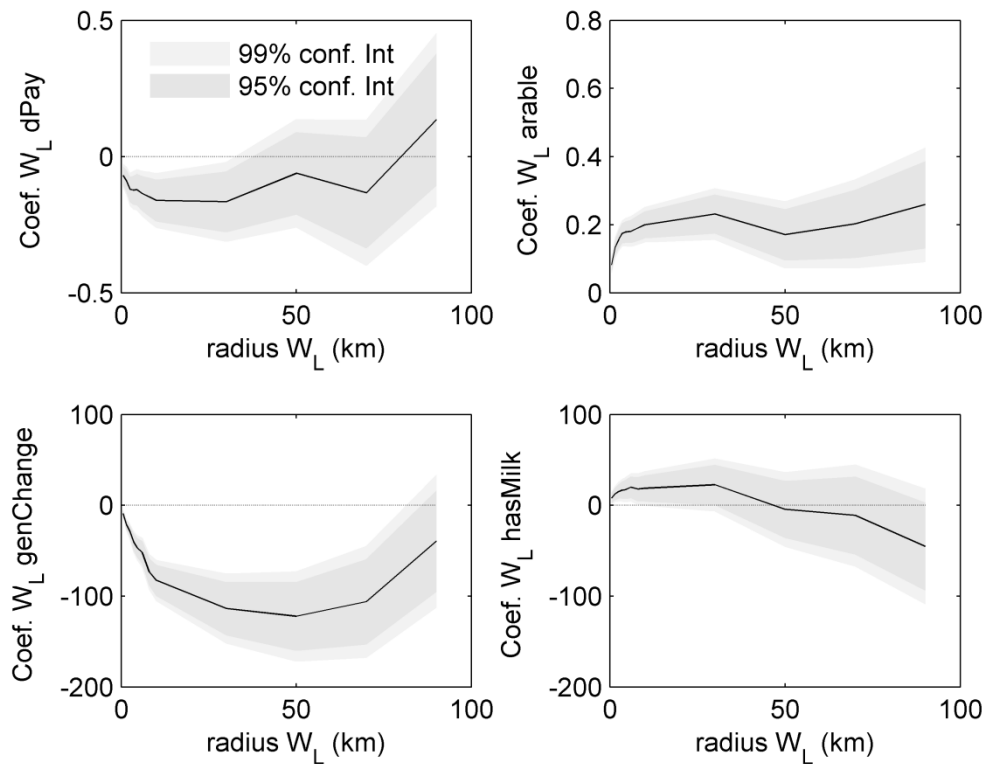 0.5
0
-0.5
Coef. W_L dPay
99% conf. Int
95% conf. Int
0 50 100
radius W_L (km)
0.8
0.6
0.4
0.2
0
Coef. W_L arable
0 50 100
radius W_L (km)
100
0
-100
-200
Coef. W_L genChange
0 50 100
radius W_L (km)
100
0
-100
-200
Coef. W_L hasMilk
0 50 100
radius W_L (km)